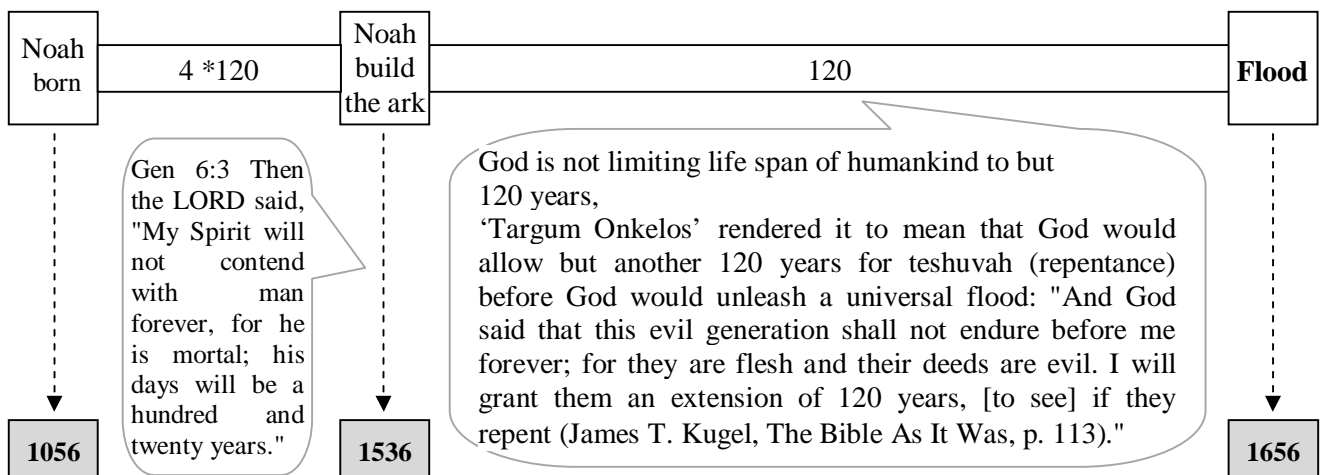 Noah
born
4 *120
Noah
build
the ark
120
Flood
Gen 6:3 Then
the LORD said,
"My Spirit will
not contend
with man
forever, for he
is mortal; his
days will be a
hundred and
twenty years."
God is not limiting life span of humankind to but
120 years,
‘Targum Onkelos’ rendered it to mean that God would
allow but another 120 years for teshuvah (repentance)
before God would unleash a universal flood: "And God
said that this evil generation shall not endure before me
forever; for they are flesh and their deeds are evil. I will
grant them an extension of 120 years, [to see] if they
repent (James T. Kugel, The Bible As It Was, p. 113)."
1056
1536
1656